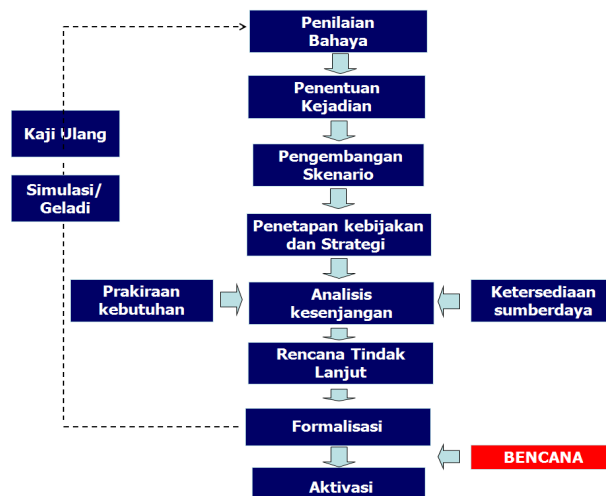 Penilaian
Bahaya
Penentuan
Kejadian
Kaji Ulang
Pengembangan
Skenario
Simulasi/
Geladi
Penetapan kebijakan
dan Strategi
Prakiraan
kebutuhan
Analisis
kesenjangan
Ketersediaan
sumberdaya
Rencana Tindak
Lanjut
Formalisasi
BENCANA
Aktivasi